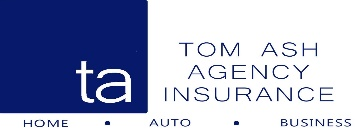 ta
TOM ASH
AGENCY
INSURANCE
HOME • AUTO • BUSINESS